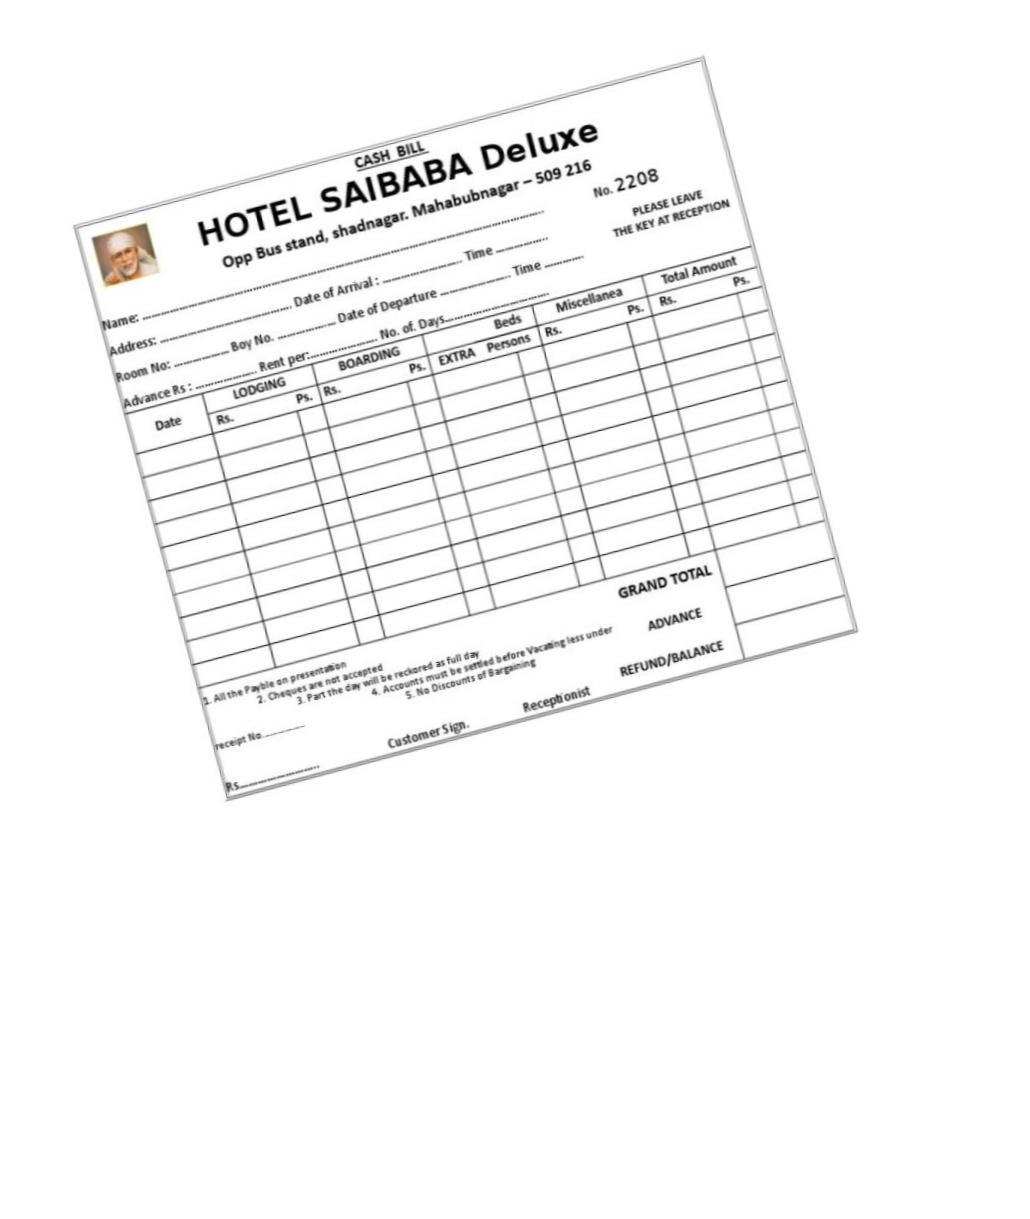 CASH BILL
HOTEL SAIBABA Deluxe
Opp Bus stand, shadnagar. Mahabubnagar – 509 216
No. 2208
PLEASE LEAVE
THE KEY AT RECEPTION
Name: ........................................................................................................
Address: .................................... Date of Arrival : ..................... Time ..............
Room No: ............... Boy No. ............... Date of Departure ................... Time ...........
Advance Rs : ................. Rent per:.................. No. of. Days............................
Date LODGING BOARDING Beds Miscellanea Total Amount
Rs. Ps. Rs. Ps. EXTRA Persons Rs. Ps. Rs. Ps.
GRAND TOTAL
ADVANCE
REFUND/BALANCE
1. All the Payble on presentation
2. Cheques are not accepted
3. Part the day will be reckored as full day
4. Accounts must be settled before Vacating less under
5. No Discounts of Bargaining
receipt No...............
Rs.........................
Customer Sign.
Receptionist